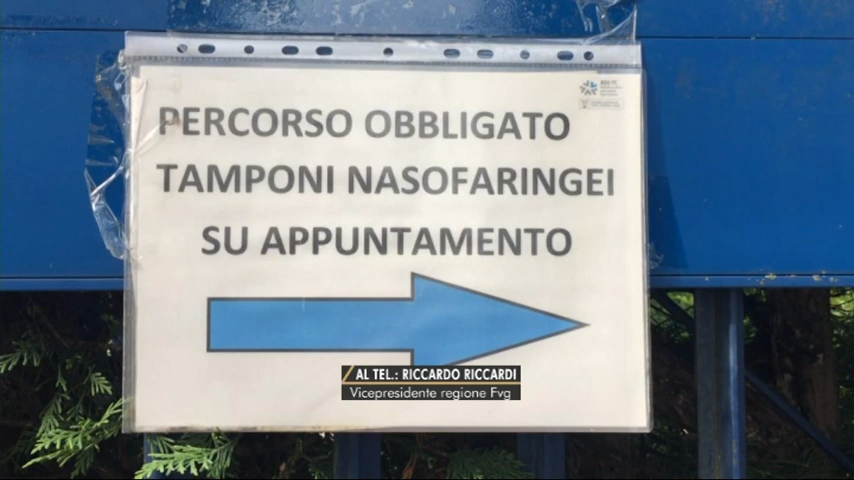 PERCORSO OBBLIGATO
TAMPONI NASOFARINGEI
SU APPUNTAMENTO
AL TEL.: RICCARDO RICCARDI
Vicepresidente regione Fvg